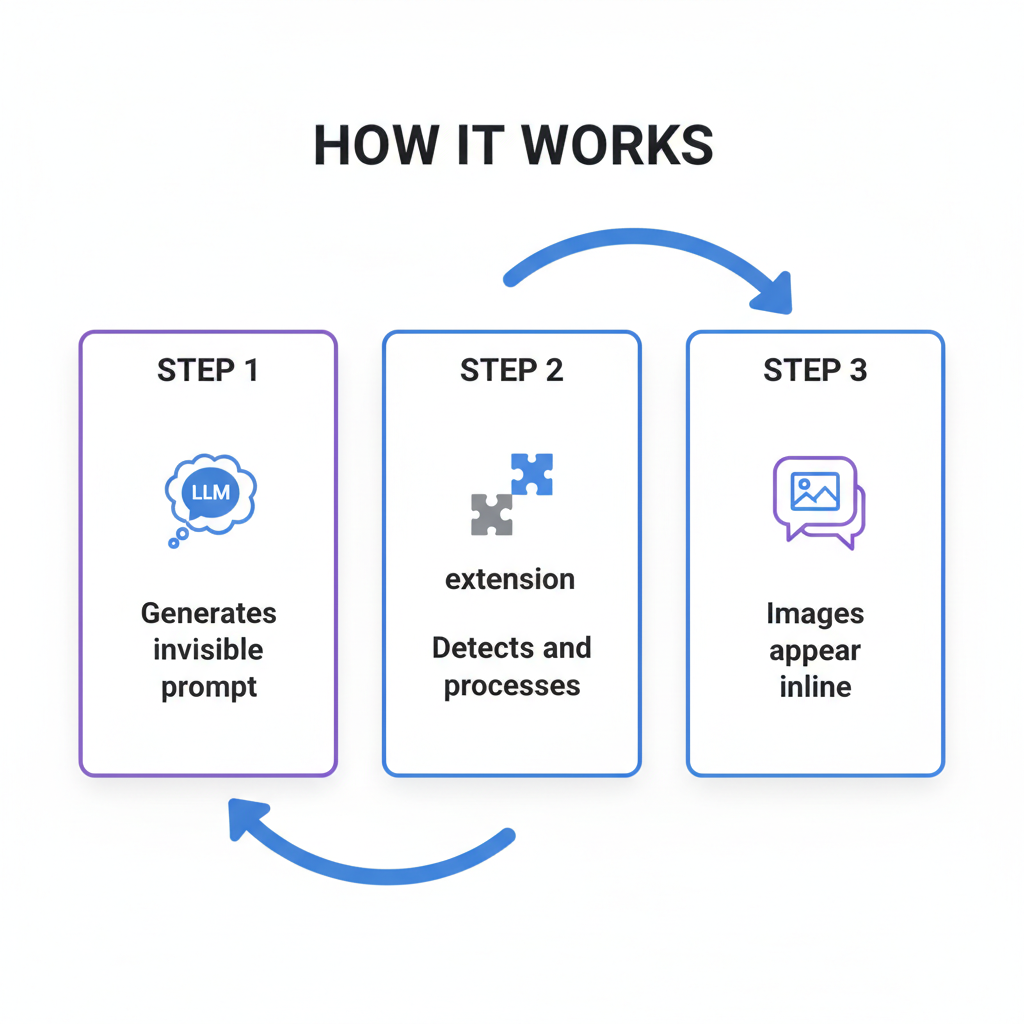 HOW IT WORKS
STEP 1
LLM
Generates
invisible
prompt
STEP 2
extension
Detects and
processes
STEP 3
Images
appear
inline